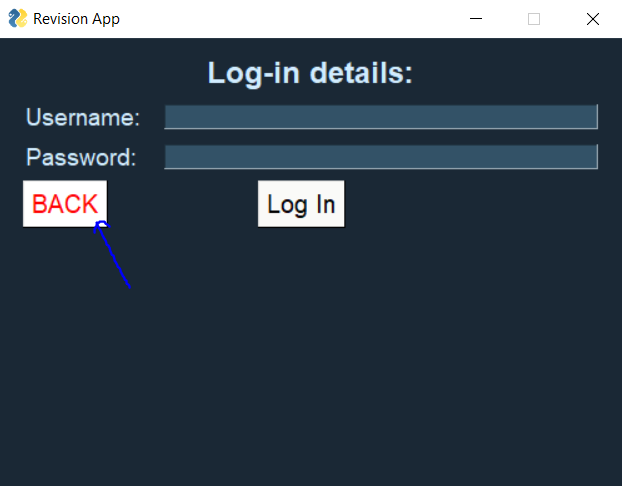 Revision App
Log-in details:
Username:
Password:
BACK Log In